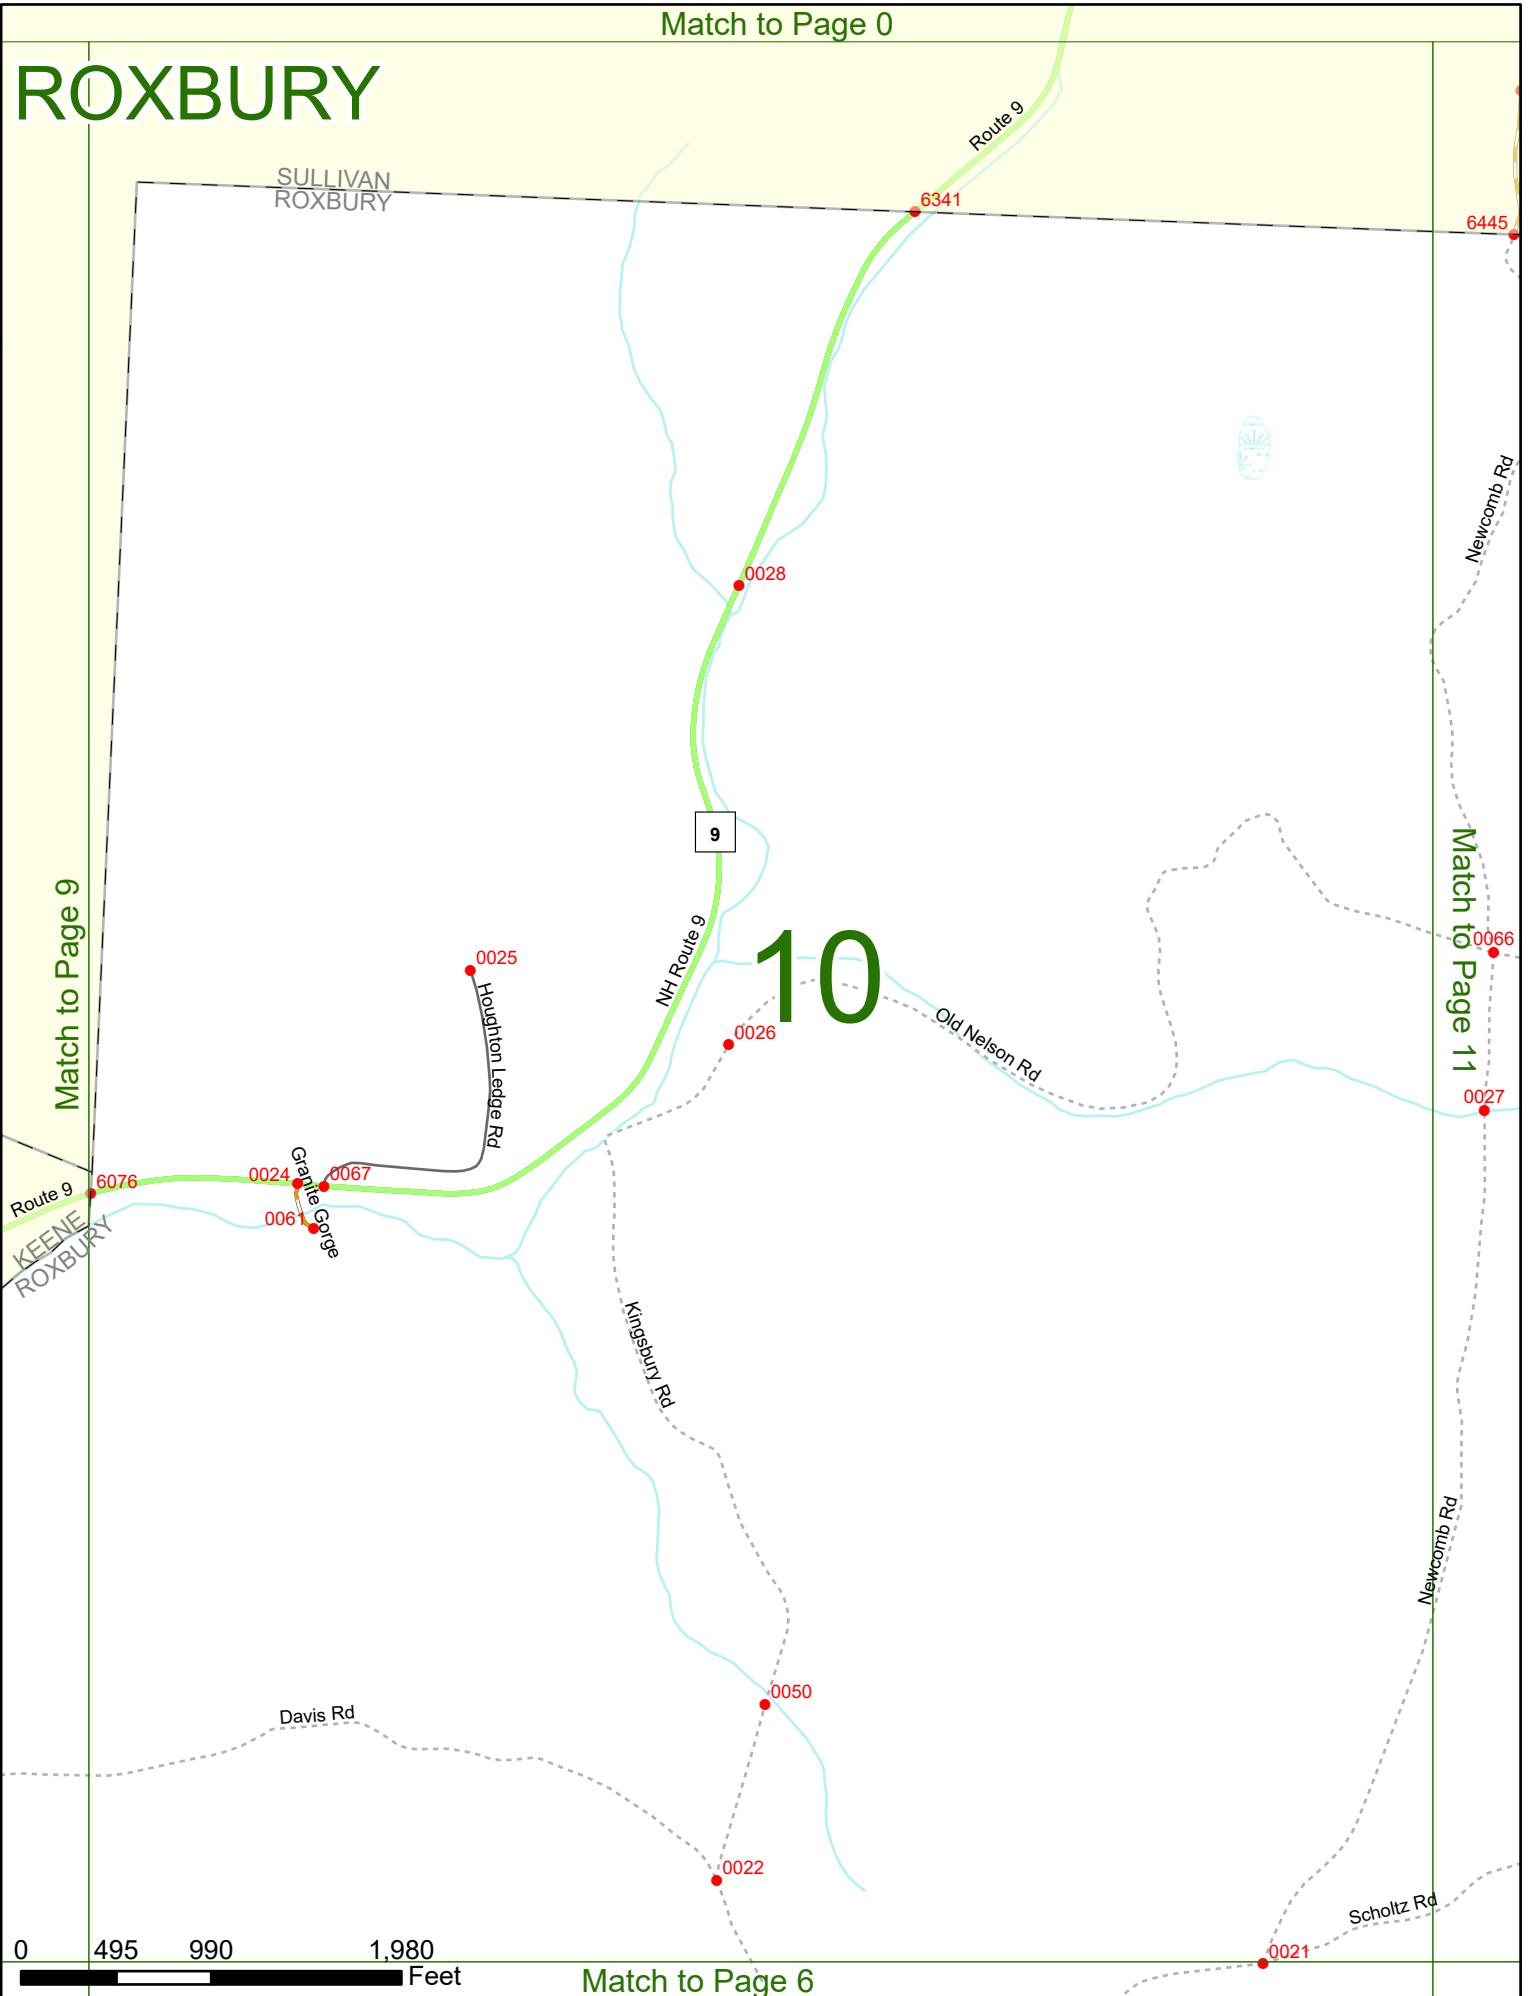 Match to Page 0
ROXBURY
Route 9
SULLIVAN
ROXBURY
6341
6445
Newcomb Rd
0028
9
Match to Page 9
Match to Page 11
NH Route 9
10
0066
0025
Houghton Ledge Rd
0026
Old Nelson Rd
0027
Granite Gorge
0024
0067
6076
Route 9
0061
KEENE
ROXBURY
Kingsbury Rd
Newcomb Rd
0050
Davis Rd
0022
Scholtz Rd
0021
0 495 990 1,980
Feet
Match to Page 6